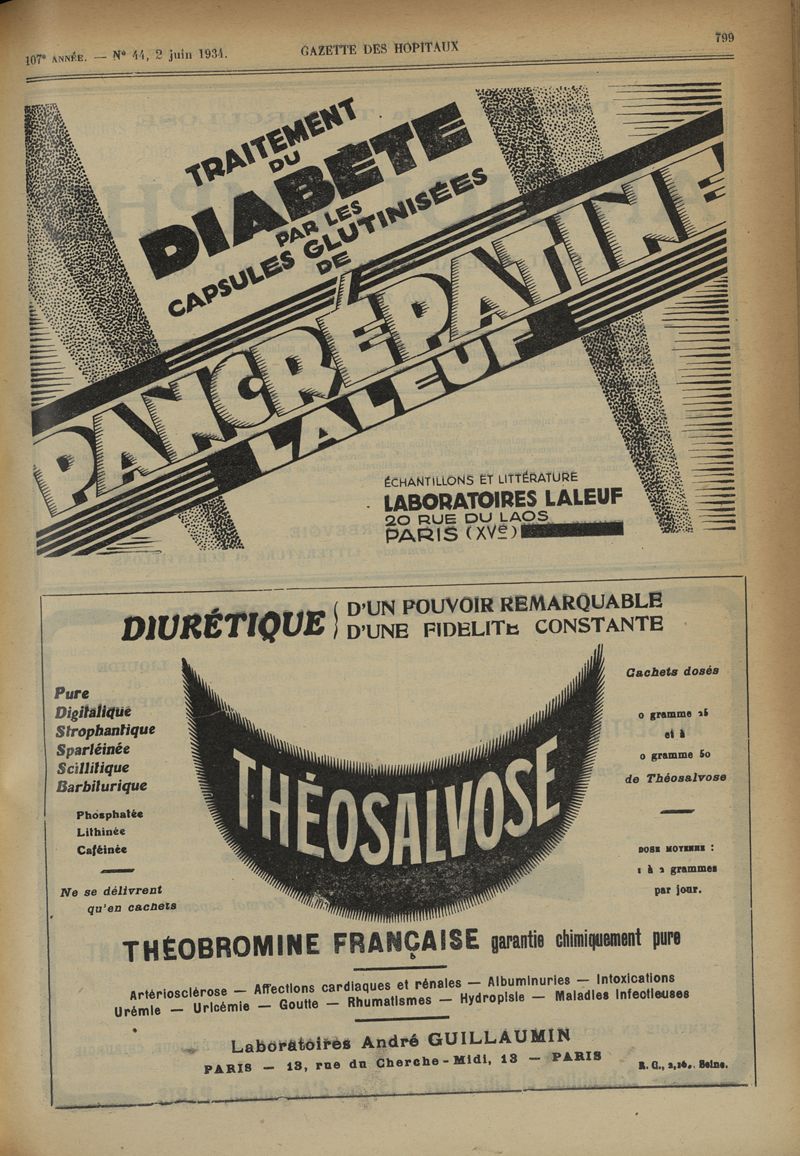 107e ANNÉE. — N° 44, 2 juin 1934.
GAZETTE DES HOPITAUX
799
TRAITEMENT
DU
DIABÈTE
PAR LES
CAPSULES GLUTINISÉES
DE
PANCRÉPATINE
LALEUF
ÉCHANTILLONS ET LITTÉRATURE
LABORATOIRES LALEUF
20 RUE DU LAOS
PARIS (XVe)
DIURÉTIQUE
D'UN POUVOIR REMARQUABLE
D'UNE FIDELITE CONSTANTE
Pure
Digitalique
Strophantique
Spartéinée
Scillitique
Barbiturique
Phosphatée
Lithinée
Caféinée
Ne se délivrent
qu'en cachets
THÉOSALVOSE
Cachets dosés
0 gramme 25
et à
0 gramme 50
de Théosalvose
DOSE MOYENNE :
1 à 2 grammes
par jour.
THÉOBROMINE FRANÇAISE garantie chimiquement pure
Artériosclérose — Affections cardiaques et rénales — Albuminuries — Intoxications
Urémie — Uricémie — Goutte — Rhumatismes — Hydropisie — Maladies infectieuses
Laboratoires André GUILLAUMIN
PARIS — 13, rue du Cherche-Midi, 13 — PARIS
Seine.